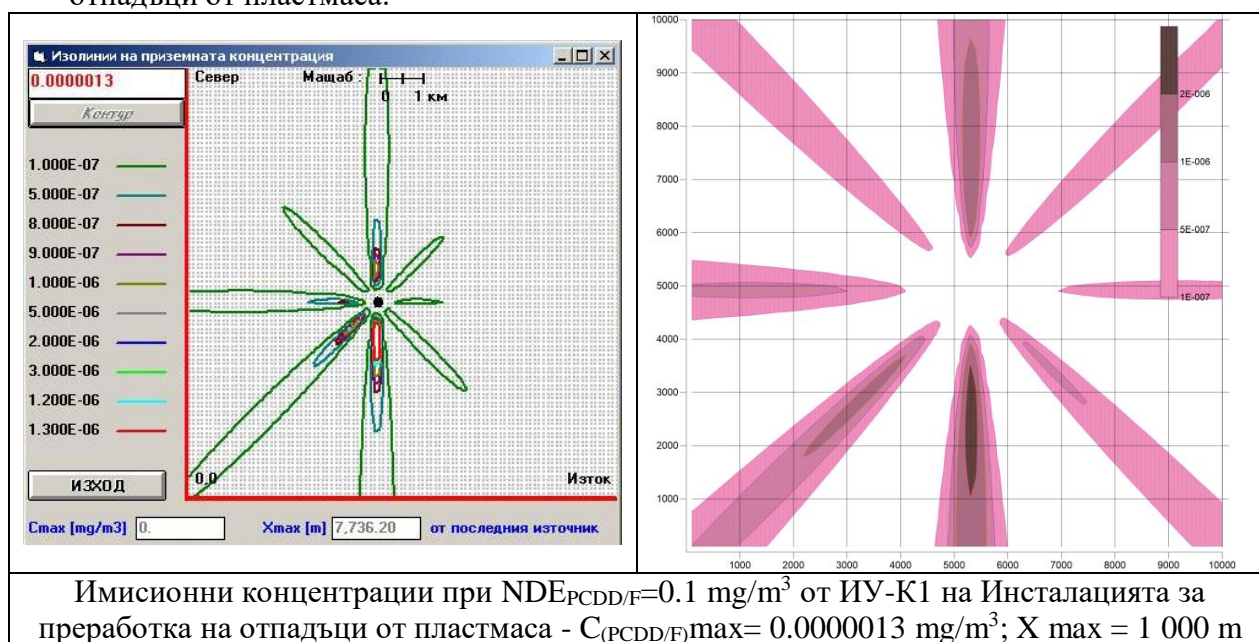 отпадъци от пластмаса.
Изолинии на приземната концентрация
0.0000013
Север
Мащаб :
0 1 км
Контур
1.000E-07
5.000E-07
8.000E-07
9.000E-07
1.000E-06
5.000E-06
2.000E-06
3.000E-06
1.200E-06
1.300E-06
ИЗХОД
0,0
Изток
Cmax [mg/m3] 0.
Xmax [m] 7,736.20 от последния източник
10000
9000
8000
7000
6000
5000
4000
3000
2000
1000
1000 2000 3000 4000 5000 6000 7000 8000 9000 10000
2E-006
1E-006
5E-007
1E-007
Имисионни концентрации при NDEPCDD/F=0.1 mg/m³ от ИУ-К1 на Инсталацията за
преработка на отпадъци от пластмаса - C(PCDD/F)max= 0.0000013 mg/m³; X max = 1 000 m